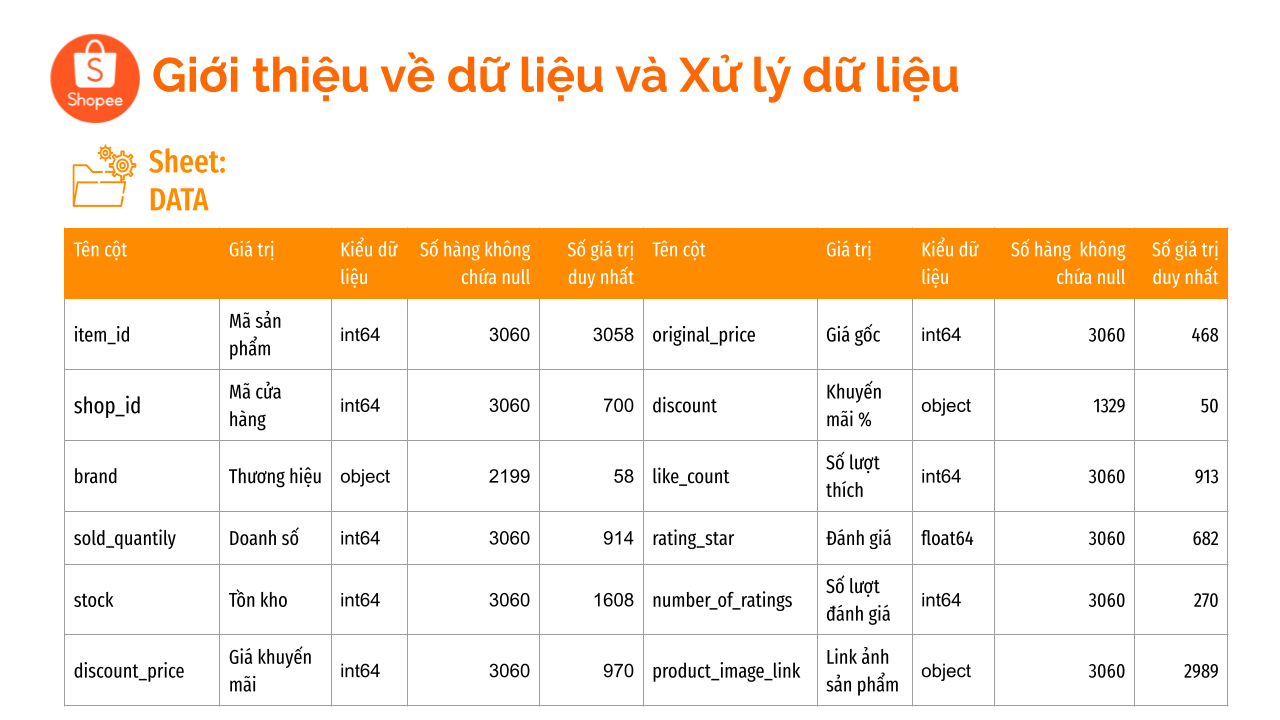 Shopee
Giới thiệu về dữ liệu và Xử lý dữ liệu
Sheet:
DATA
Tên cột Giá trị Kiểu dữ liệu Số hàng không chứa null Số giá trị duy nhất Tên cột Giá trị Kiểu dữ liệu Số hàng không chứa null Số giá trị duy nhất
item_id Mã sản phẩm int64 3060 3058 original_price Giá gốc int64 3060 468
shop_id Mã cửa hàng int64 3060 700 discount Khuyến mãi % object 1329 50
brand Thương hiệu object 2199 58 like_count Số lượt thích int64 3060 913
sold_quantily Doanh số int64 3060 914 rating_star Đánh giá float64 3060 682
stock Tồn kho int64 3060 1608 number_of_ratings Số lượt đánh giá int64 3060 270
discount_price Giá khuyến mãi int64 3060 970 product_image_link Link ảnh sản phẩm object 3060 2989